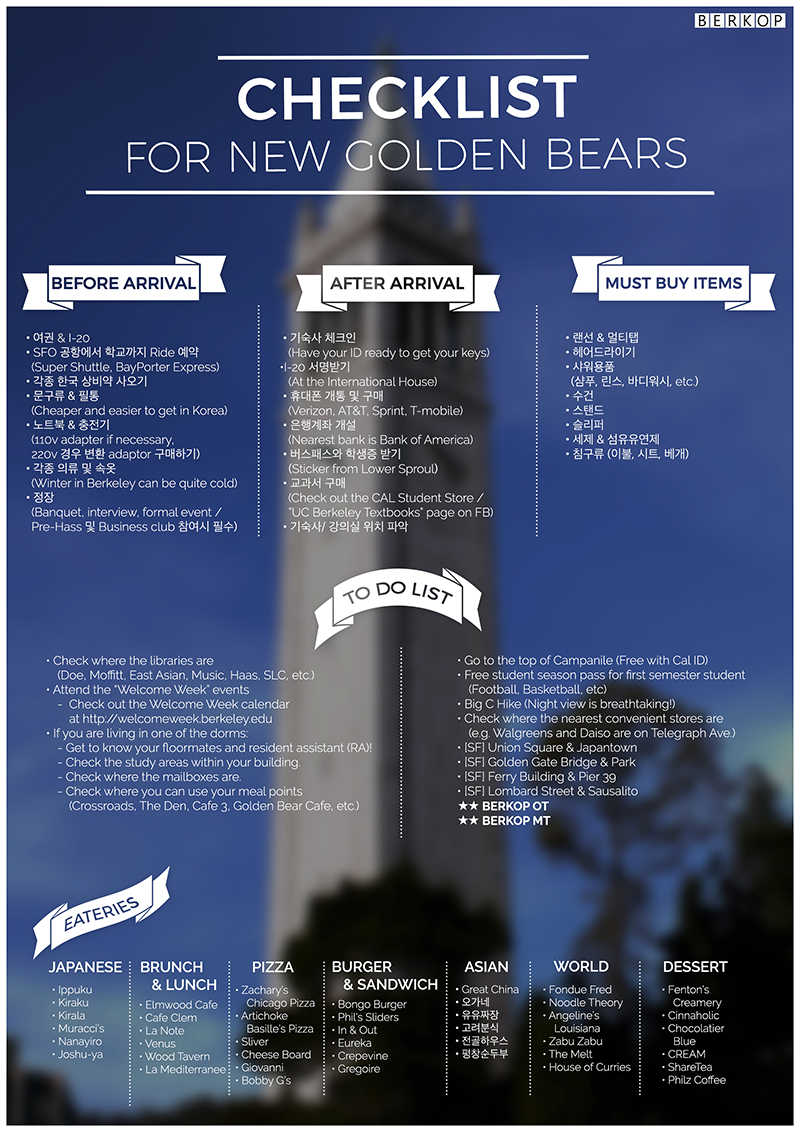 BERKOP
CHECKLIST
FOR NEW GOLDEN BEARS
BEFORE ARRIVAL
• 여권 & I-20
• SFO 공항에서 학교까지 Ride 예약
(Super Shuttle, BayPorter Express)
• 각종 한국 상비약 사오기
• 문구류 & 필통
(Cheaper and easier to get in Korea)
• 노트북 & 충전기
(110v adapter if necessary,
220v 경우 변환 adaptor 구매하기)
• 각종 의류 및 속옷
(Winter in Berkeley can be quite cold)
• 정장
(Banquet, interview, formal event /
Pre-Hass 및 Business club 참여시 필수)
AFTER ARRIVAL
• 기숙사 체크인
(Have your ID ready to get your keys)
•I-20 서명받기
(At the International House)
• 휴대폰 개통 및 구매
(Verizon, AT&T, Sprint, T-mobile)
• 은행계좌 개설
(Nearest bank is Bank of America)
• 버스패스와 학생증 받기
(Sticker from Lower Sproul)
• 교과서 구매
(Check out the CAL Student Store /
"UC Berkeley Textbooks" page on FB)
• 기숙사/ 강의실 위치 파악
MUST BUY ITEMS
• 랜선 & 멀티탭
• 헤어드라이기
• 샤워용품
(샴푸, 린스, 바디워시, etc.)
• 수건
• 스탠드
• 슬리퍼
• 세제 & 섬유유연제
• 침구류 (이불, 시트, 베개)
TO DO LIST
• Check where the libraries are
(Doe, Moffitt, East Asian, Music, Haas, SLC, etc.)
• Attend the “Welcome Week” events
- Check out the Welcome Week calendar
at http://welcomeweek.berkeley.edu
• If you are living in one of the dorms:
- Get to know your floormates and resident assistant (RA)!
- Check the study areas within your building.
- Check where the mailboxes are.
- Check where you can use your meal points
(Crossroads, The Den, Cafe 3, Golden Bear Cafe, etc.)
• Go to the top of Campanile (Free with Cal ID)
• Free student season pass for first semester student
(Football, Basketball, etc)
• Big C Hike (Night view is breathtaking!)
• Check where the nearest convenient stores are
(e.g. Walgreens and Daiso are on Telegraph Ave.)
• [SF] Union Square & Japantown
• [SF] Golden Gate Bridge & Park
• [SF] Ferry Building & Pier 39
• [SF] Lombard Street & Sausalito
★★ BERKOP OT
★★ BERKOP MT
EATERIES
JAPANESE
• Ippuku
• Kiraku
• Kirala
• Muracci's
• Nanayiro
• Joshu-ya
BRUNCH
& LUNCH
• Elmwood Cafe
• Cafe Clem
• La Note
• Venus
• Wood Tavern
• La Mediterranee
PIZZA
• Zachary's
Chicago Pizza
• Artichoke
Basille's Pizza
• Sliver
• Cheese Board
• Giovanni
• Bobby G's
BURGER
& SANDWICH
• Bongo Burger
• Phil's Sliders
• In & Out
• Eureka
• Crepevine
• Gregoire
ASIAN
• Great China
• 오가네
• 유유짜장
• 고려분식
• 전골하우스
• 평창순두부
WORLD
• Fondue Fred
• Noodle Theory
• Angeline's
Louisiana
• Zabu Zabu
• The Melt
• House of Curries
DESSERT
• Fenton's
Creamery
• Cinnaholic
• Chocolatier
Blue
• CREAM
• ShareTea
• Philz Coffee